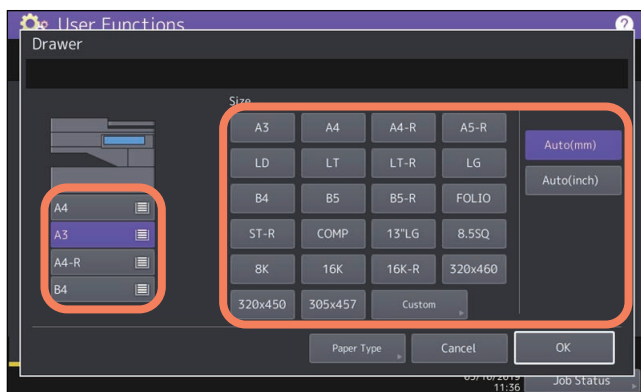 User Functions ?
Drawer
Size
A3 A4 A4-R A5-R
Auto(mm)
LD LT LT-R LG
Auto(inch)
B4 B5 B5-R FOLIO
ST-R COMP 13"LG 8.5SQ
8K 16K 16K-R 320x460
320x450 305x457 Custom
A4
A3
A4-R
B4
Paper Type Cancel OK
11:36 Job Status